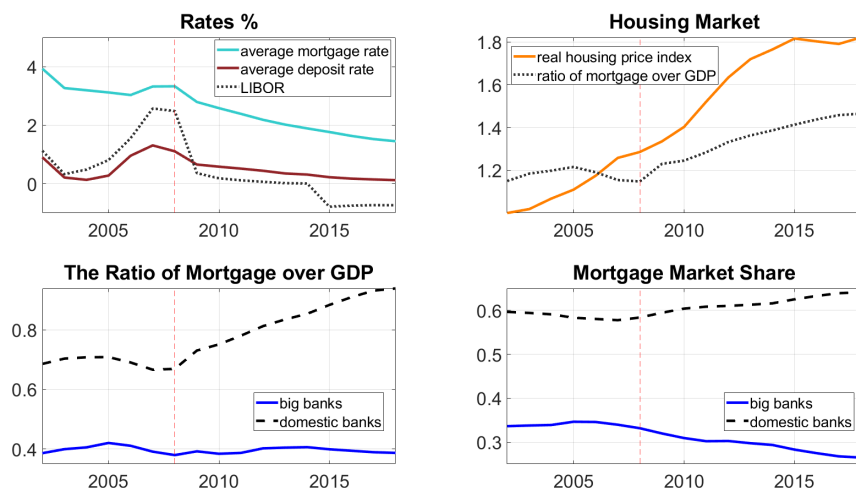 Rates %
4
2
0
average mortgage rate
average deposit rate
LIBOR
2005
2010
2015
Housing Market
1.8
1.6
1.4
1.2
real housing price index
ratio of mortgage over GDP
2005
2010
2015
The Ratio of Mortgage over GDP
0.8
0.6
0.4
big banks
domestic banks
2005
2010
2015
Mortgage Market Share
0.6
0.5
0.4
0.3
big banks
domestic banks
2005
2010
2015